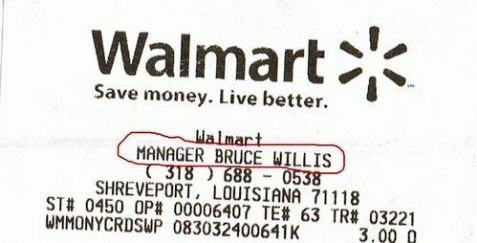 Walmart
Save money. Live better.
Walmart
MANAGER BRUCE WILLIS
( 318 ) 688 - 0538
SHREVEPORT, LOUISIANA 71118
ST# 0450 OP# 00006407 TE# 63 TR# 03221
WMMONYCRDSWP 083032400641K 3.00 O